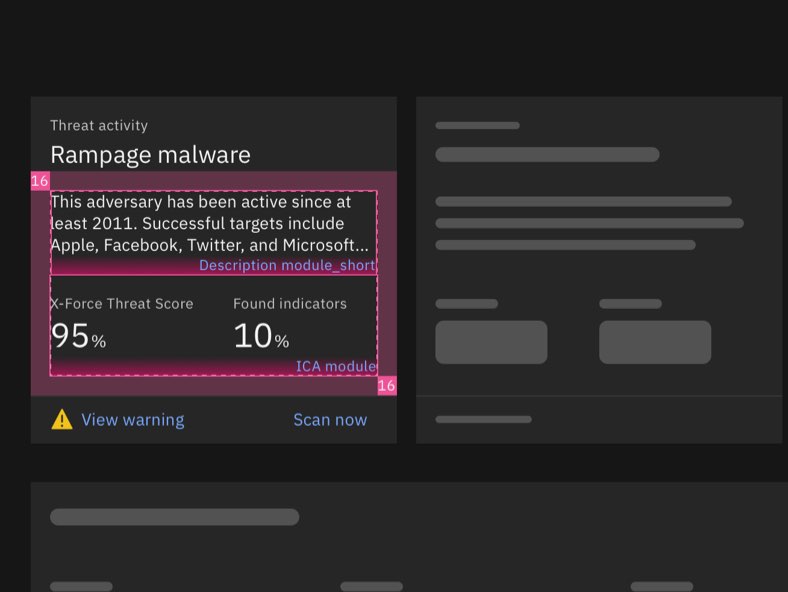 Threat activity
Rampage malware
16
This adversary has been active since at
least 2011. Successful targets include
Apple, Facebook, Twitter, and Microsoft...
Description module_short
X-Force Threat Score
Found indicators
95%
10%
ICA module
16
View warning
Scan now